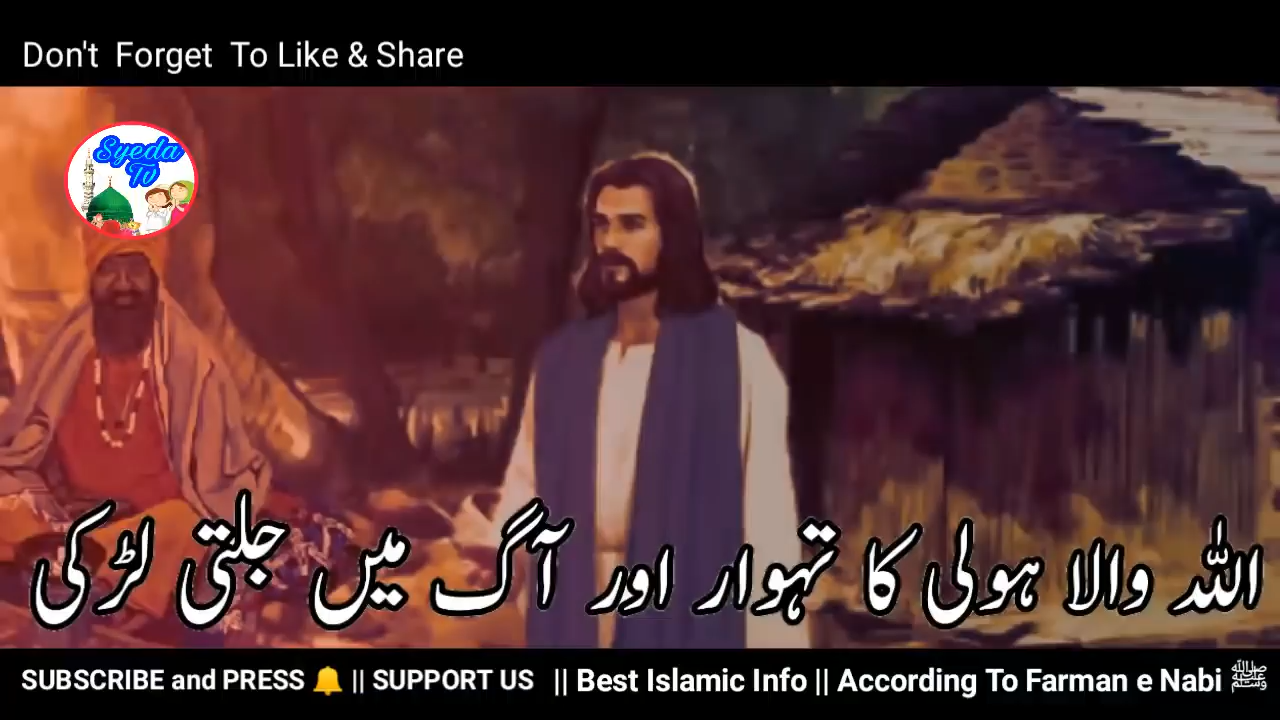 Don't Forget To Like & Share
Syeda
Tv
اللہ والا ہولی کا تہوار اور آگ میں جلتی لڑکی
SUBSCRIBE and PRESS 🔔 || SUPPORT US || Best Islamic Info || According To Farman e Nabi ﷺ